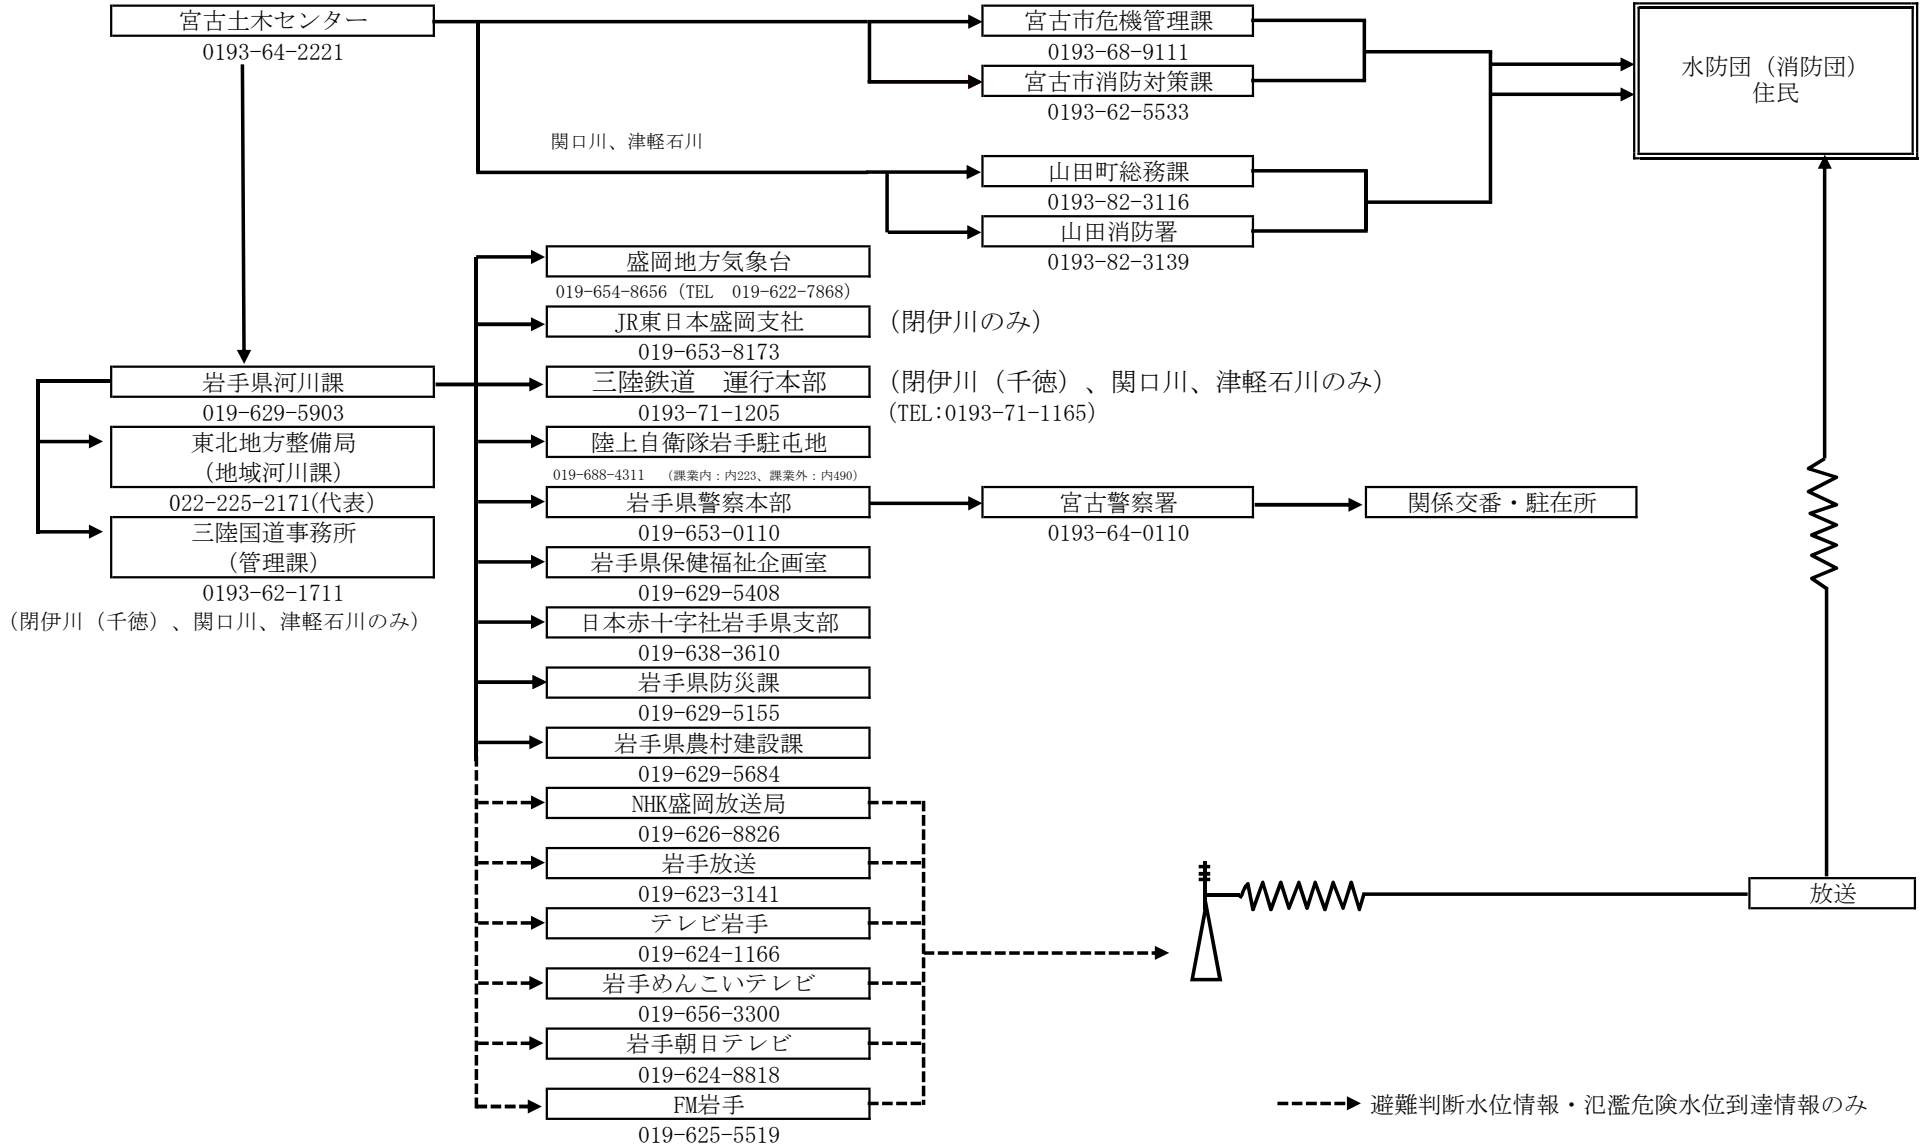 宮古土木センター
0193-64-2221
宮古市危機管理課
0193-68-9111
宮古市消防対策課
0193-62-5533
水防団（消防団）
住民
関口川、津軽石川
山田町総務課
0193-82-3116
山田消防署
0193-82-3139
盛岡地方気象台
019-654-8656（TEL　019-622-7868）
JR東日本盛岡支社
（閉伊川のみ）
019-653-8173
岩手県河川課
019-629-5903
三陸鉄道　運行本部
（閉伊川（千徳）、関口川、津軽石川のみ）
0193-71-1205
（TEL:0193-71-1165）
東北地方整備局
（地域河川課）
022-225-2171(代表）
陸上自衛隊岩手駐屯地
019-688-4311　（課業内：内223、課業外：内490）
岩手県警察本部
019-653-0110
宮古警察署
0193-64-0110
関係交番・駐在所
三陸国道事務所
（管理課）
0193-62-1711
（閉伊川（千徳）、関口川、津軽石川のみ）
岩手県保健福祉企画室
019-629-5408
日本赤十字社岩手県支部
019-638-3610
岩手県防災課
019-629-5155
岩手県農村建設課
019-629-5684
NHK盛岡放送局
019-626-8826
岩手放送
019-623-3141
放送
テレビ岩手
019-624-1166
岩手めんこいテレビ
019-656-3300
岩手朝日テレビ
019-624-8818
FM岩手
019-625-5519
避難判断水位情報・氾濫危険水位到達情報のみ